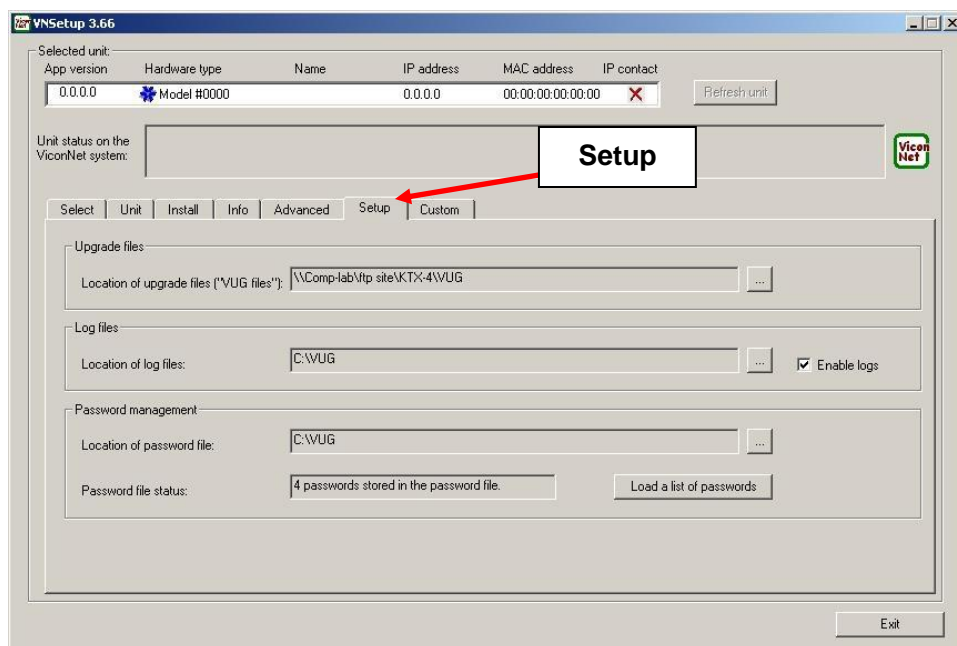 VNSetup 3.66
Selected unit:
App version Hardware type Name IP address MAC address IP contact
0.0.0.0 Model #0000 0.0.0.0 00:00:00:00:00:00 Refresh unit
Unit status on the
ViconNet system:
Vicon
Net
Setup
Select Unit Install Info Advanced Setup Custom
Upgrade files
Location of upgrade files ("VUG files"): \\Comp-lab\ftp site\KTX-4\VUG ...
Log files
Location of log files: C:\VUG ... Enable logs
Password management
Location of password file: C:\VUG ...
Password file status: 4 passwords stored in the password file. Load a list of passwords
Exit